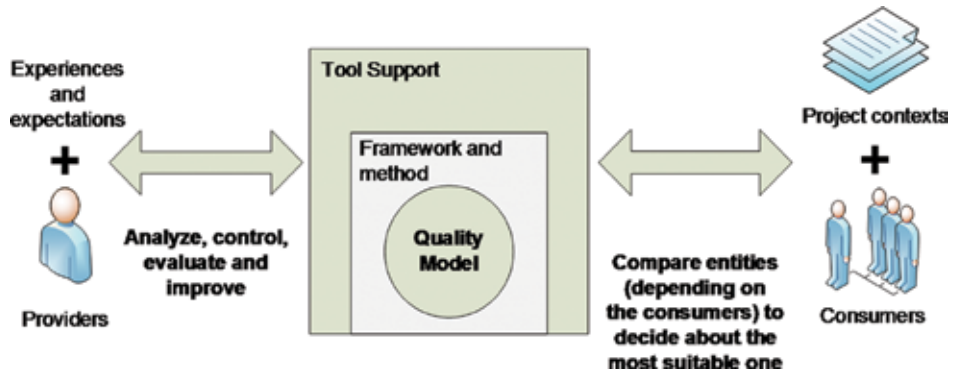 Experiences
and
expectations
+
Providers
Analyze, control,
evaluate and
improve
Tool Support
Framework and
method
Quality
Model
Compare entities
(depending on
the consumers) to
decide about the
most suitable one
Project contexts
+
Consumers